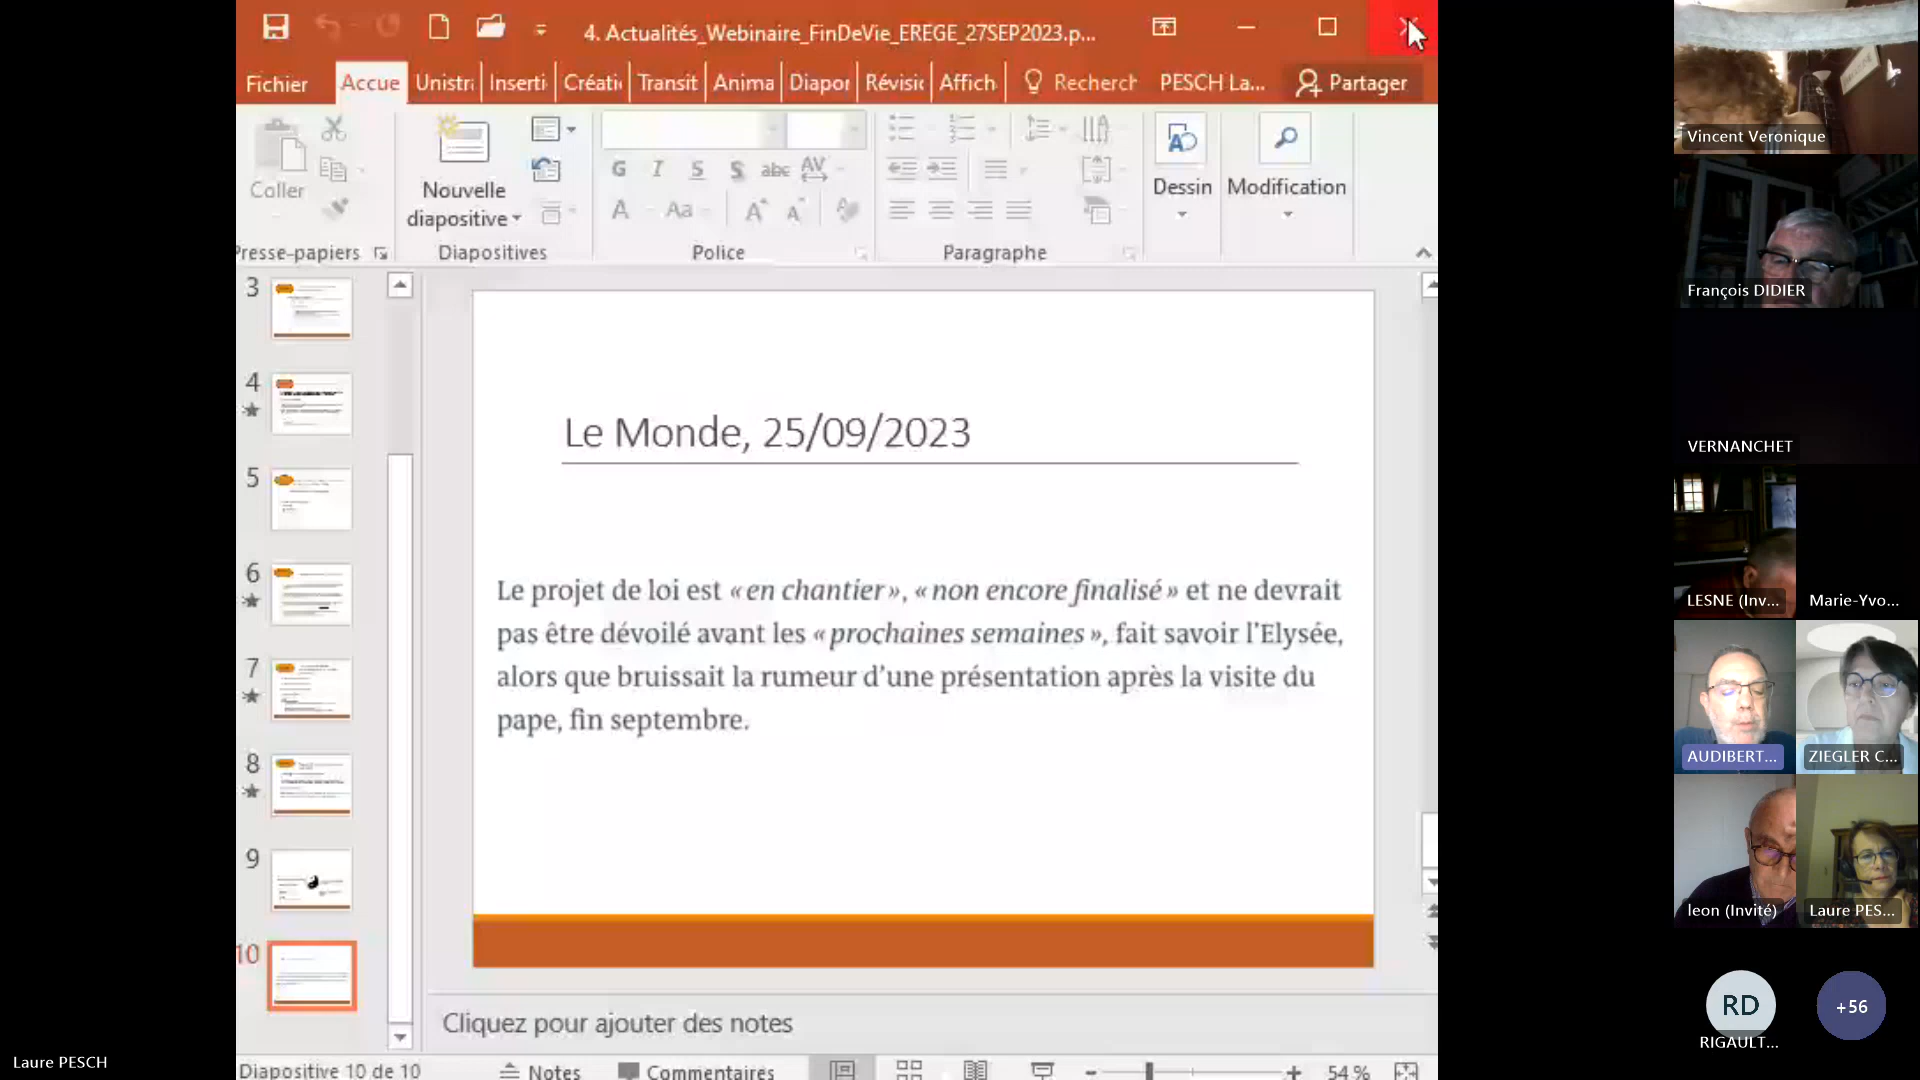 4. Actualités_Webinaire_FinDeVie_EREGE_27SEP2023.p...
Fichier Accue Unistr Inserti Créati Transit Anima Diapor Révisi Affich Recherch PESCH La... Partager
Coller
Nouvelle
diapositive
G I S S abc AV
A Aa A A
Dessin Modification
Presse-papiers Diapositives Police Paragraphe
3
4
5
6
7
8
9
10
Le Monde, 25/09/2023
Le projet de loi est « en chantier », « non encore finalisé » et ne devrait
pas être dévoilé avant les « prochaines semaines », fait savoir l’Elysée,
alors que bruissait la rumeur d’une présentation après la visite du
pape, fin septembre.
Cliquez pour ajouter des notes
Diapositive 10 de 10 Notes Commentaires 54 %
Laure PESCH
Vincent Veronique
François DIDIER
VERNANCHET
LESNE (Inv... Marie-Yvo...
AUDIBERT... ZIEGLER C...
leon (Invité) Laure PES...
RD +56
RIGAULT...